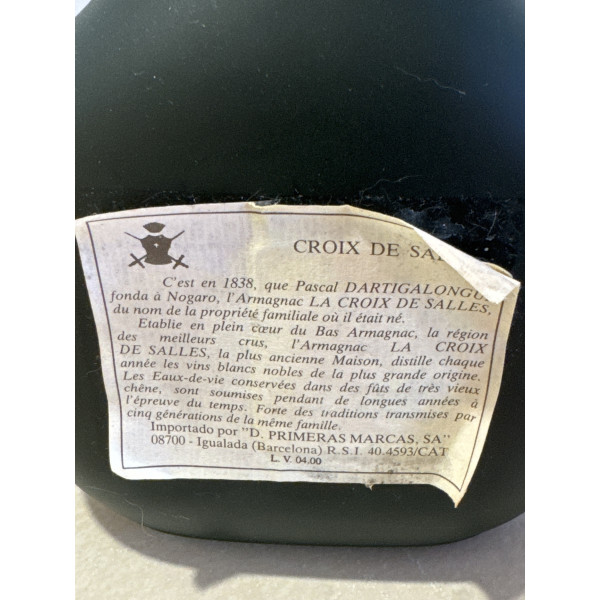 CROIX DE SA
C'est en 1838, que Pascal DARTIGALONGU
fonda à Nogaro, l'Armagnac LA CROIX DE SALLES,
du nom de la propriété familiale où il était né.
Etablie en plein cœur du Bas Armagnac, la région
des meilleurs crus, l'Armagnac LA CROIX
DE SALLES, la plus ancienne Maison, distille chaque
année les vins blancs nobles de la plus grande origine.
Les Eaux-de-vie conservées dans des fûts de très vieux
chêne, sont soumises pendant de longues années à
l'épreuve du temps. Forte des traditions transmises par
cinq générations de la même famille.
Importado por "D. PRIMERAS MARCAS, SA"
08700 - Igualada (Barcelona) R.S.I. 40.4593/CAT
L. V. 04.00